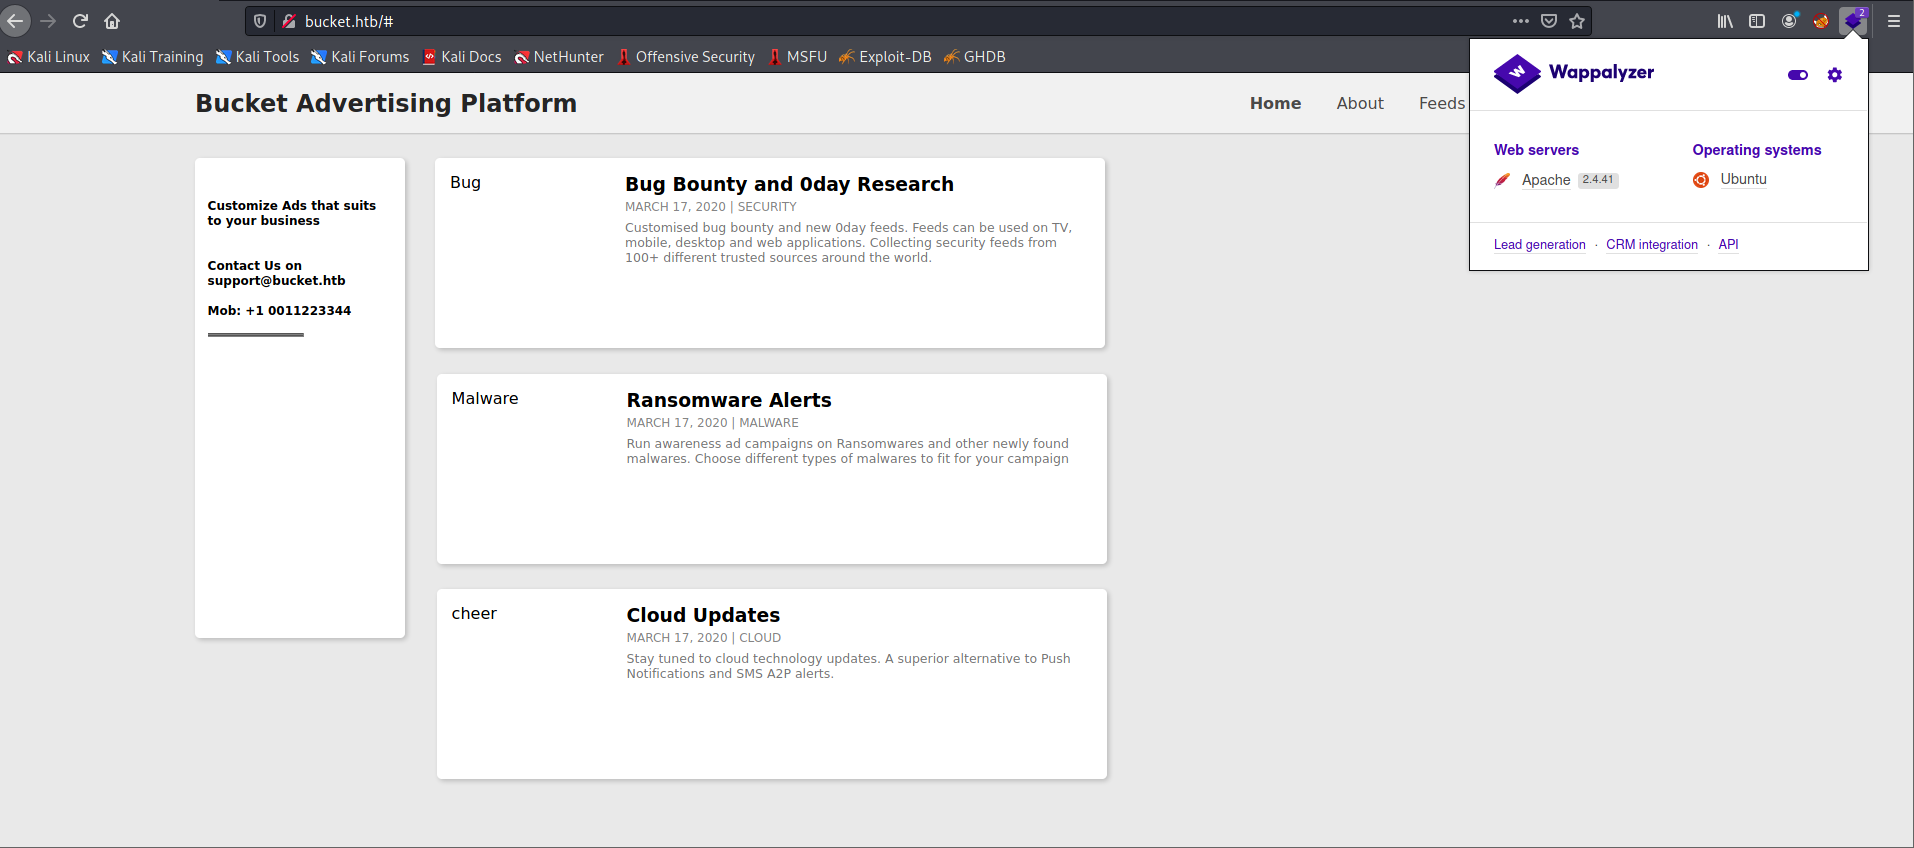 bucket.htb/#
2
Kali Linux Kali Training Kali Tools Kali Forums Kali Docs NetHunter Offensive Security MSFU Exploit-DB GHDB
W Wappalyzer
Bucket Advertising Platform
Home About Feeds
Web servers Operating systems
Apache 2.4.41 Ubuntu
Lead generation · CRM integration · API
Customize Ads that suits
to your business
Contact Us on
support@bucket.htb
Mob: +1 0011223344
Bug
Bug Bounty and 0day Research
MARCH 17, 2020 | SECURITY
Customised bug bounty and new 0day feeds. Feeds can be used on TV,
mobile, desktop and web applications. Collecting security feeds from
100+ different trusted sources around the world.
Malware
Ransomware Alerts
MARCH 17, 2020 | MALWARE
Run awareness ad campaigns on Ransomwares and other newly found
malwares. Choose different types of malwares to fit for your campaign
cheer
Cloud Updates
MARCH 17, 2020 | CLOUD
Stay tuned to cloud technology updates. A superior alternative to Push
Notifications and SMS A2P alerts.